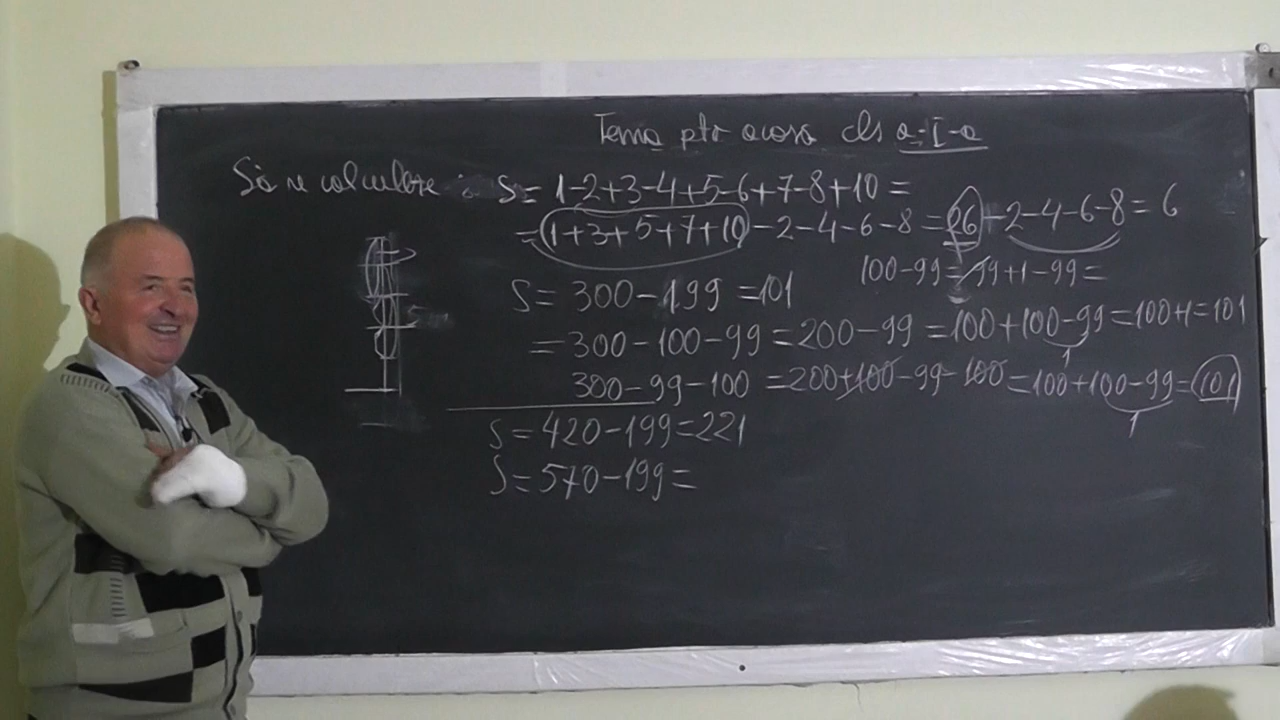 Tema ptr acasa cls a-I-a
Să se calculeze : S= 1-2+3-4+5-6+7-8+10 =
= (1+3+5+7+10)-2-4-6-8 = 26-2-4-6-8 = 6
100-99=99+1-99=
S= 300-199 =101
=300-100-99=200-99 =100+100-99=100+1=101
1
300-99-100 =200+100-99-100=100+100-99=101
1
S=420-199=221
S=570-199=